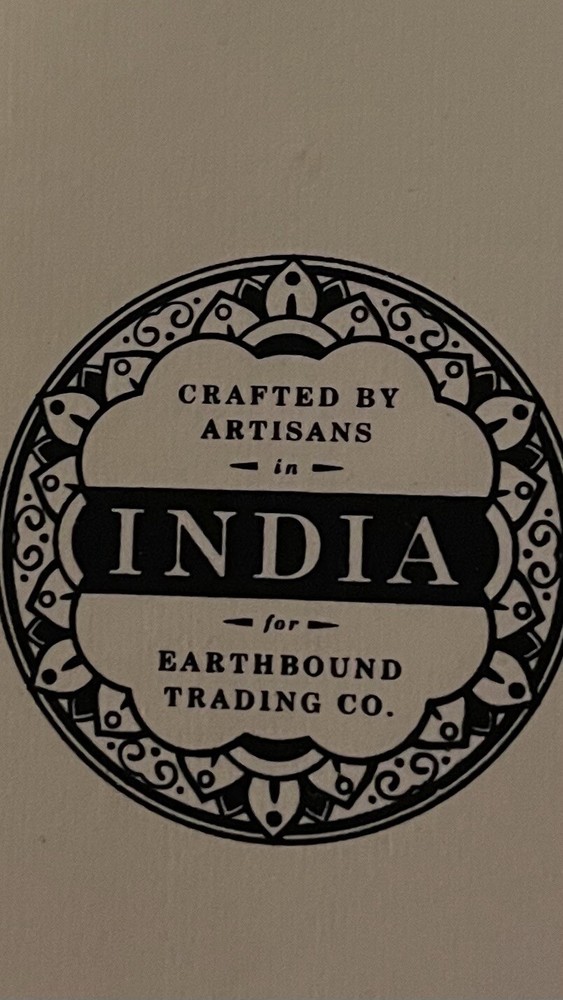 CRAFTED BY
ARTISANS
in
INDIA
for
EARTHBOUND
TRADING CO.